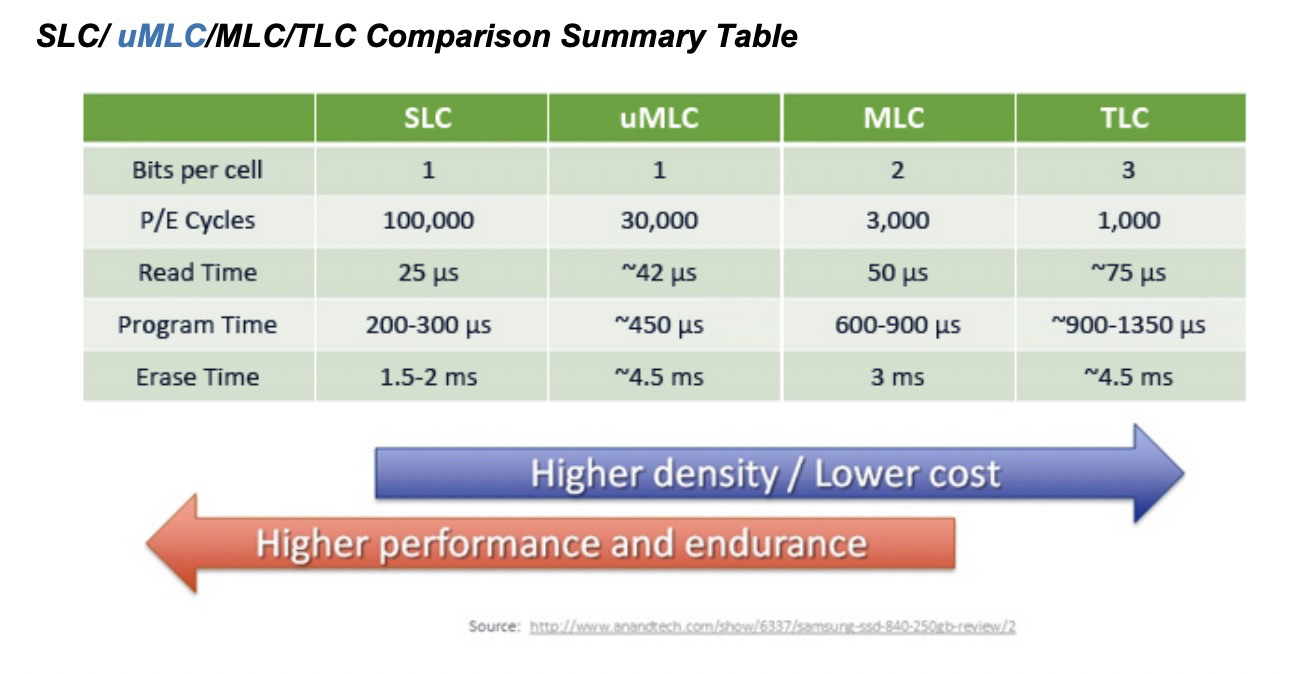 SLC/ uMLC/MLC/TLC Comparison Summary Table
SLC uMLC MLC TLC
Bits per cell 1 1 2 3
P/E Cycles 100,000 30,000 3,000 1,000
Read Time 25 μs ~42 μs 50 μs ~75 μs
Program Time 200-300 μs ~450 μs 600-900 μs ~900-1350 μs
Erase Time 1.5-2 ms ~4.5 ms 3 ms ~4.5 ms
Higher density / Lower cost
Higher performance and endurance
Source: http://www.anandtech.com/show/6337/samsung-ssd-840-250gb-review/2